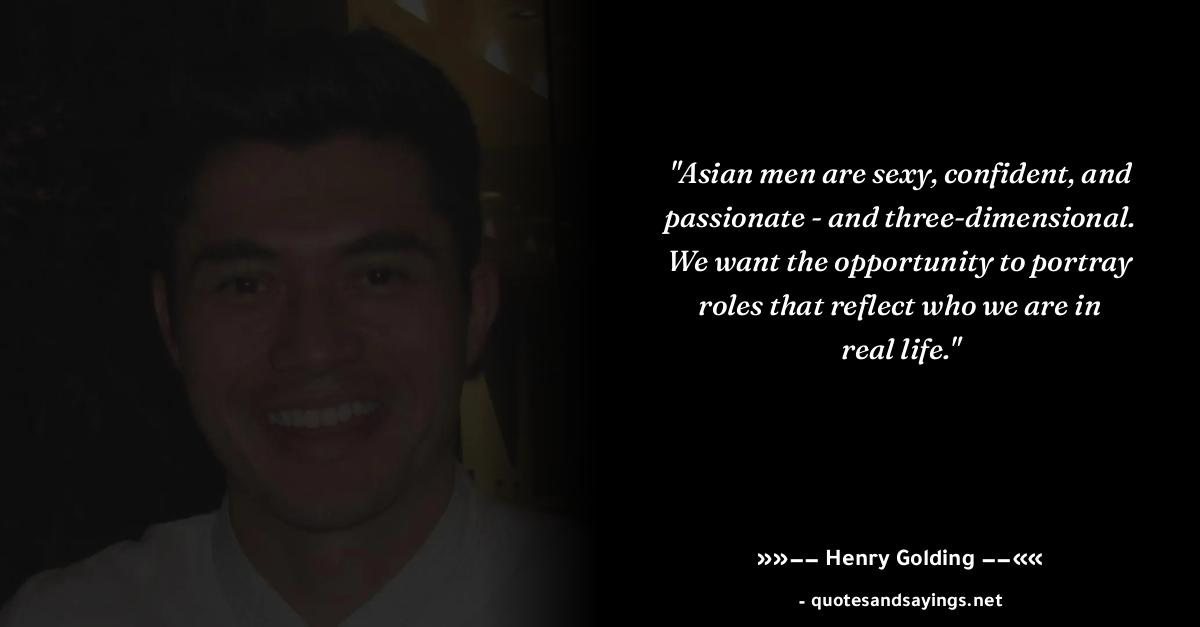 "Asian men are sexy, confident, and
passionate - and three-dimensional.
We want the opportunity to portray
roles that reflect who we are in
real life."
»»–– Henry Golding ––««
- quotesandsayings.net